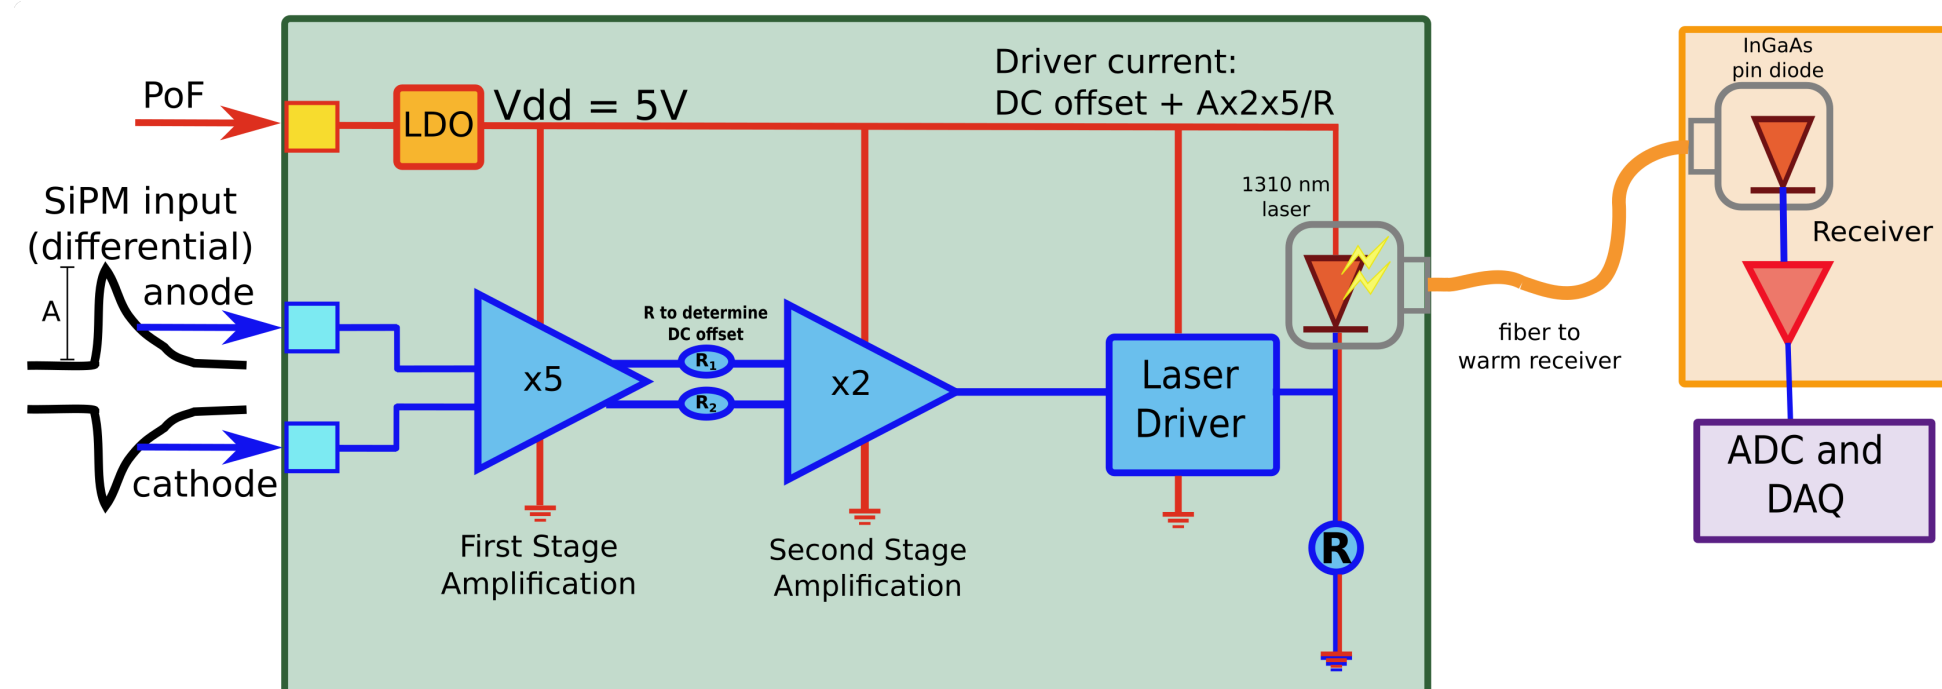 PoF
LDO
Vdd = 5V
Driver current:
DC offset + Ax2x5/R
InGaAs
pin diode
SiPM input
(differential)
A
anode
cathode
1310 nm
laser
Receiver
x5
R to determine
DC offset
R₁
R₂
x2
Laser
Driver
fiber to
warm receiver
ADC and
DAQ
First Stage
Amplification
Second Stage
Amplification
R